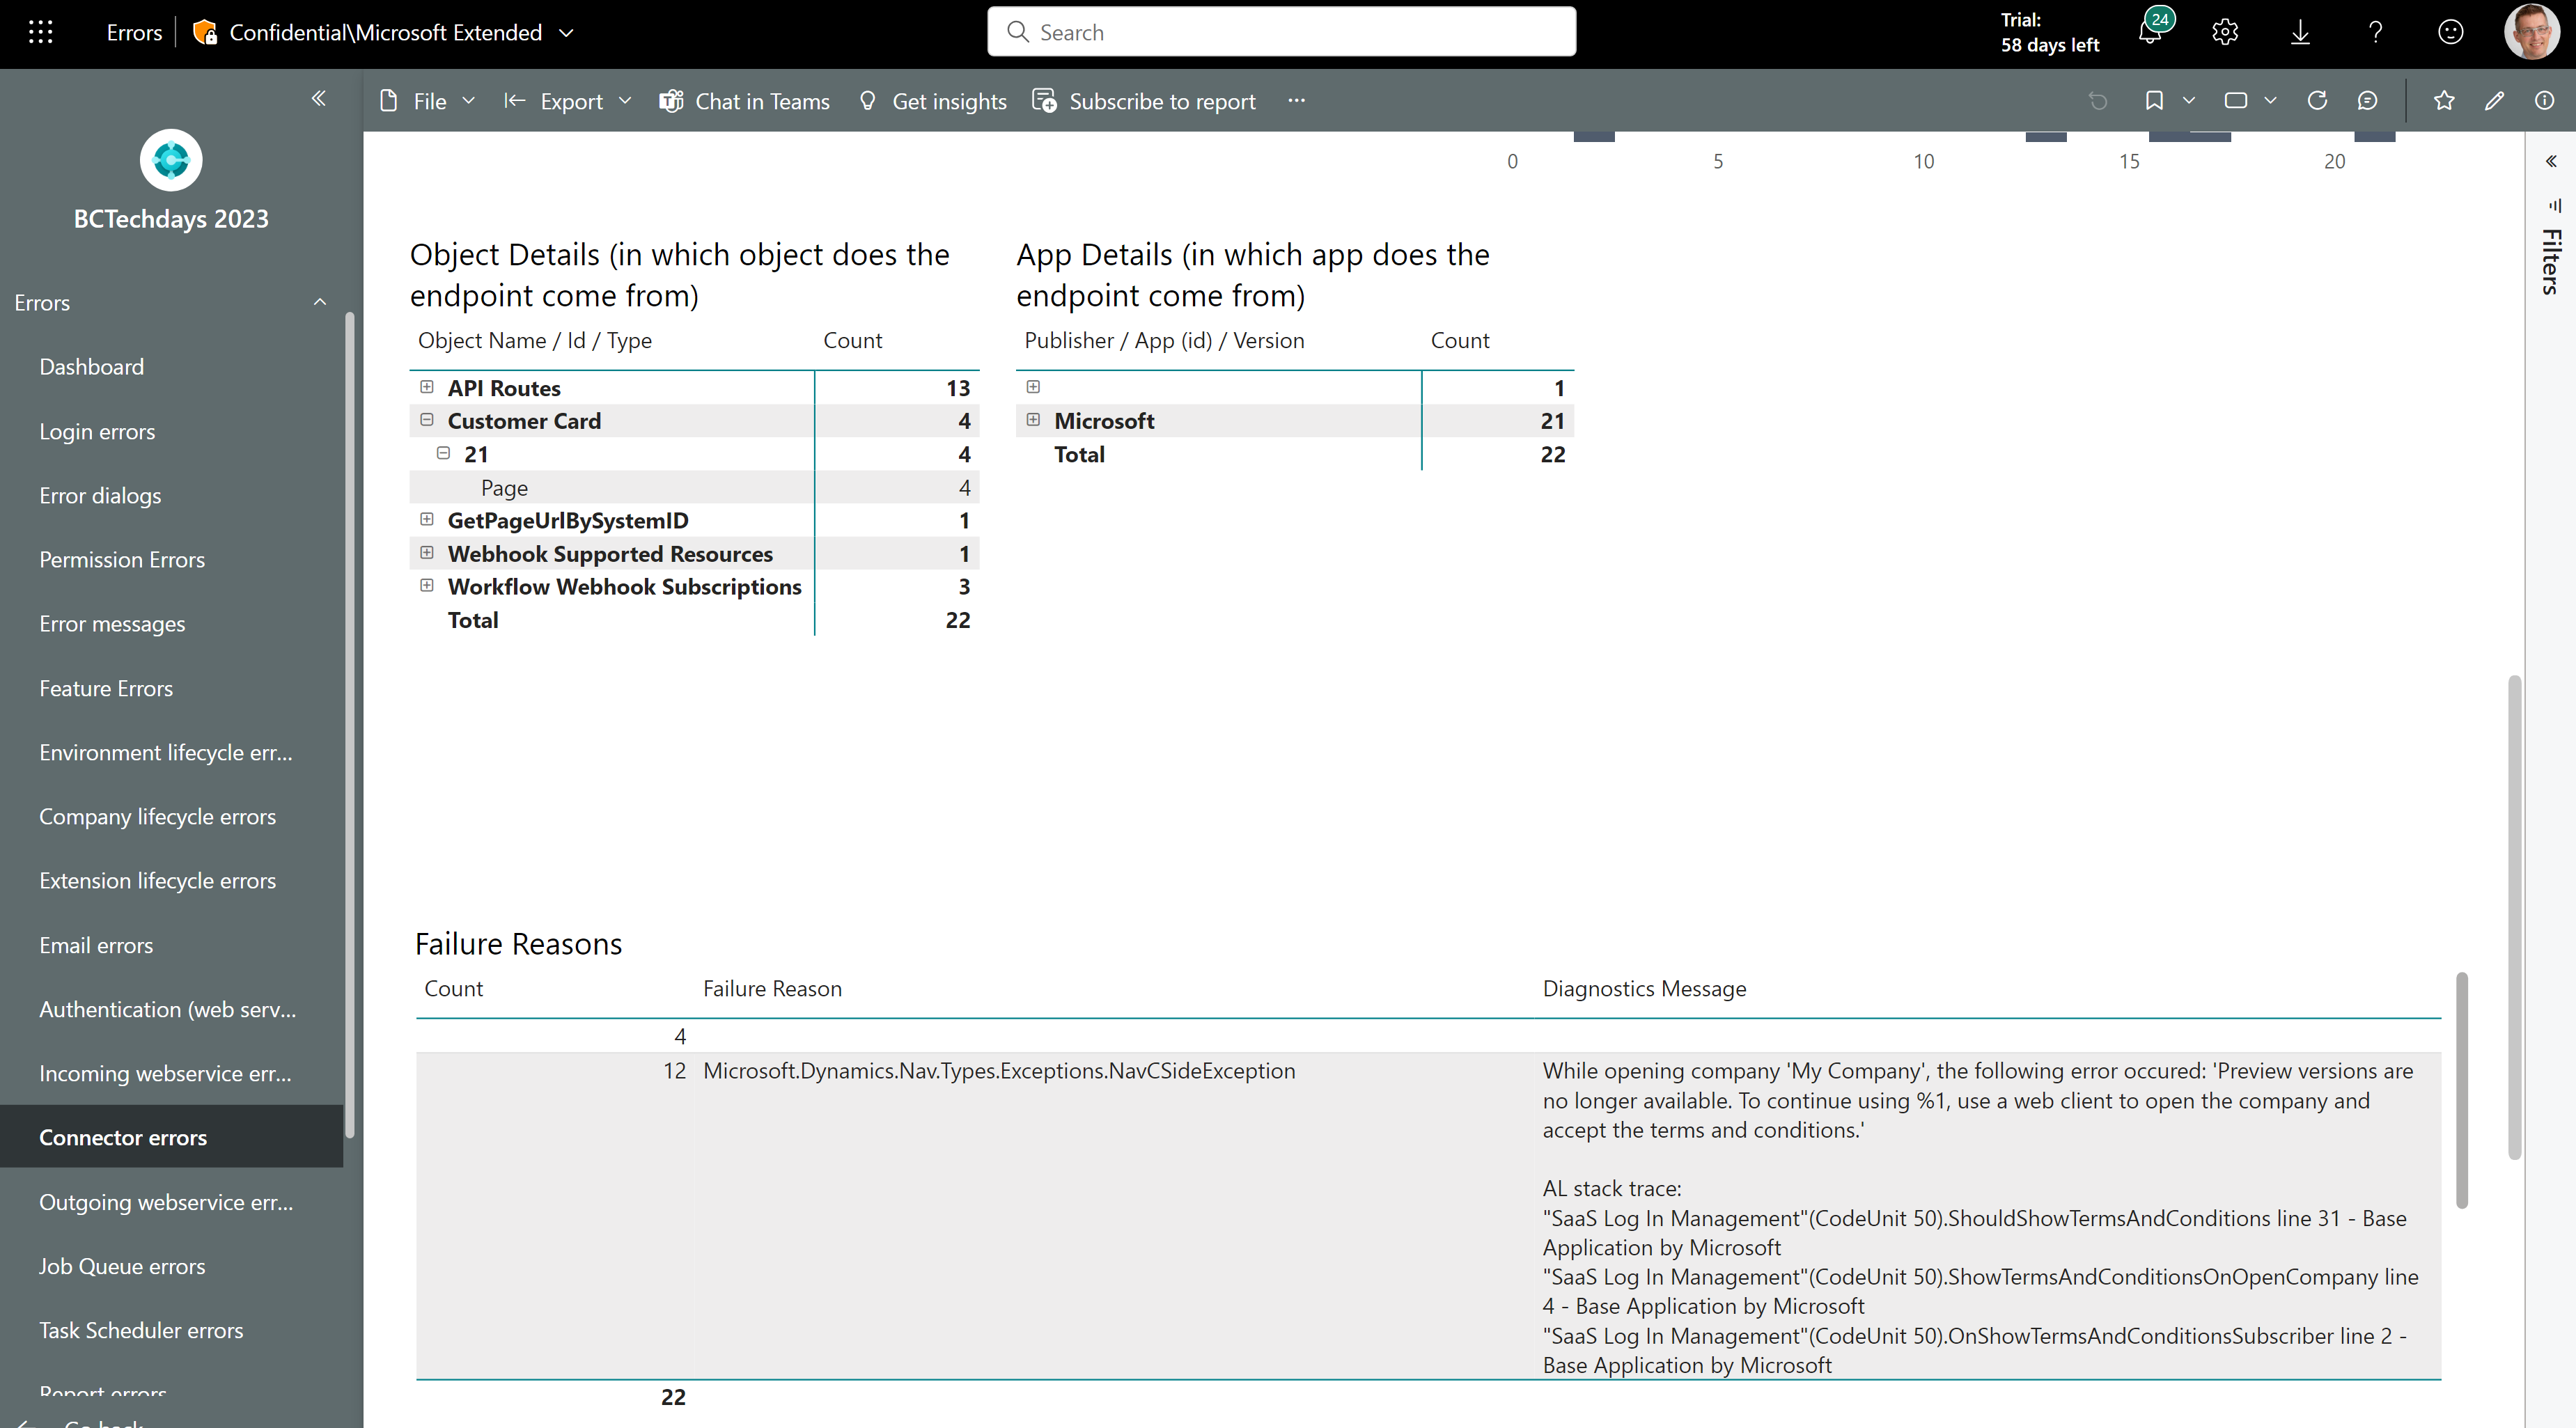 Errors
Confidential\Microsoft Extended
Search
Trial:
58 days left
24
File
Export
Chat in Teams
Get insights
Subscribe to report
BCTechdays 2023
Errors
Dashboard
Login errors
Error dialogs
Permission Errors
Error messages
Feature Errors
Environment lifecycle err...
Company lifecycle errors
Extension lifecycle errors
Email errors
Authentication (web serv...
Incoming webservice err...
Connector errors
Outgoing webservice err...
Job Queue errors
Task Scheduler errors
Report errors
Go back
0 5 10 15 20
Filters
Object Details (in which object does the
endpoint come from)
Object Name / Id / Type Count
API Routes 13
Customer Card 4
21 4
Page 4
GetPageUrlBySystemID 1
Webhook Supported Resources 1
Workflow Webhook Subscriptions 3
Total 22
App Details (in which app does the
endpoint come from)
Publisher / App (id) / Version Count
1
Microsoft 21
Total 22
Failure Reasons
Count Failure Reason Diagnostics Message
4
12 Microsoft.Dynamics.Nav.Types.Exceptions.NavCSideException While opening company 'My Company', the following error occured: 'Preview versions are
no longer available. To continue using %1, use a web client to open the company and
accept the terms and conditions.'
AL stack trace:
"SaaS Log In Management"(CodeUnit 50).ShouldShowTermsAndConditions line 31 - Base
Application by Microsoft
"SaaS Log In Management"(CodeUnit 50).ShowTermsAndConditionsOnOpenCompany line
4 - Base Application by Microsoft
"SaaS Log In Management"(CodeUnit 50).OnShowTermsAndConditionsSubscriber line 2 -
Base Application by Microsoft
22